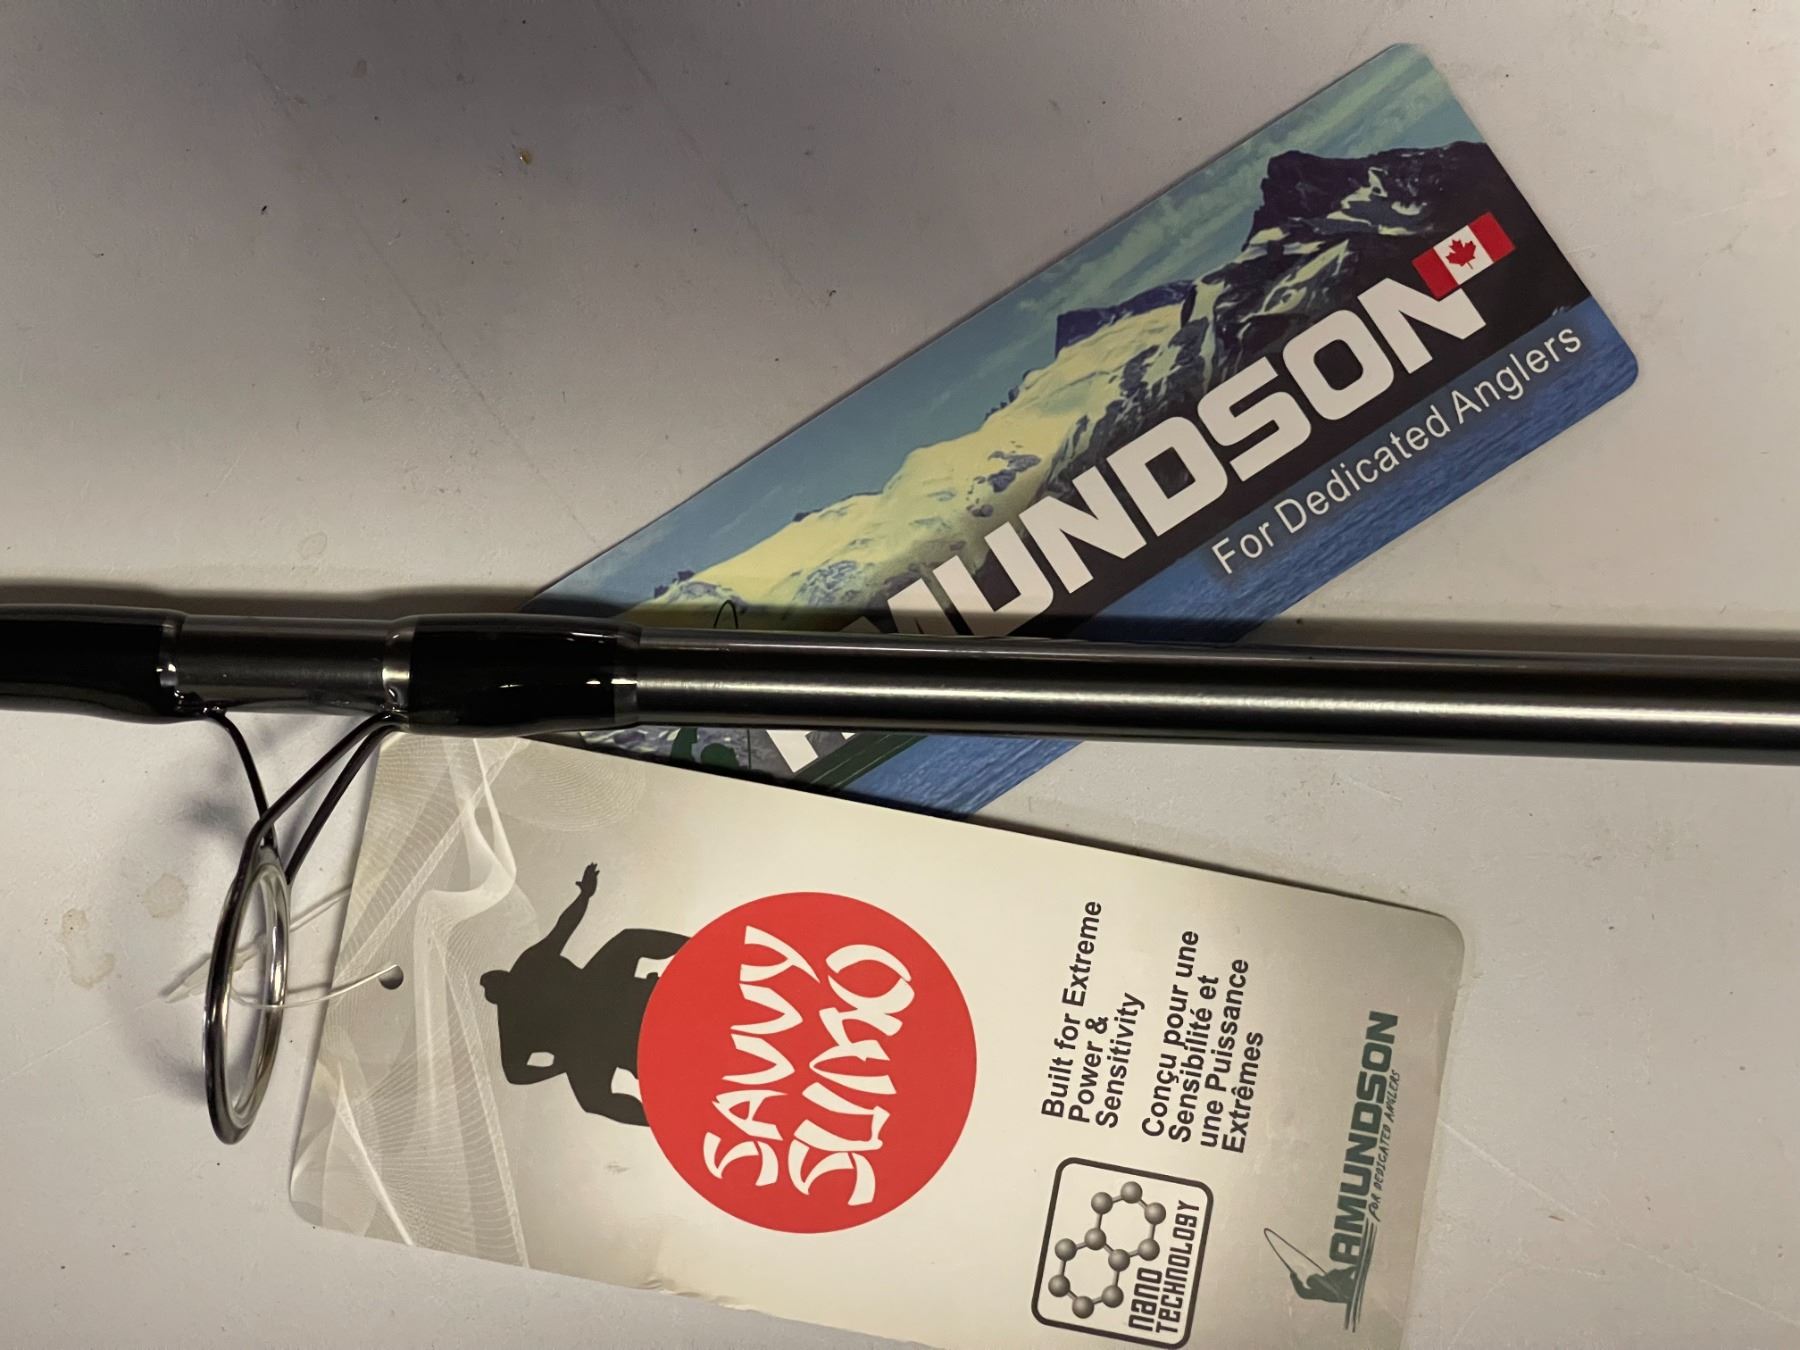 AMUNDSON
For Dedicated Anglers
SAVVY
SUMO
Built for Extreme
Power &
Sensitivity
Conçu pour une
Sensibilité et
une Puissance
Extrêmes
NANO
TECHNOLOGY
AMUNDSON
FOR DEDICATED ANGLERS